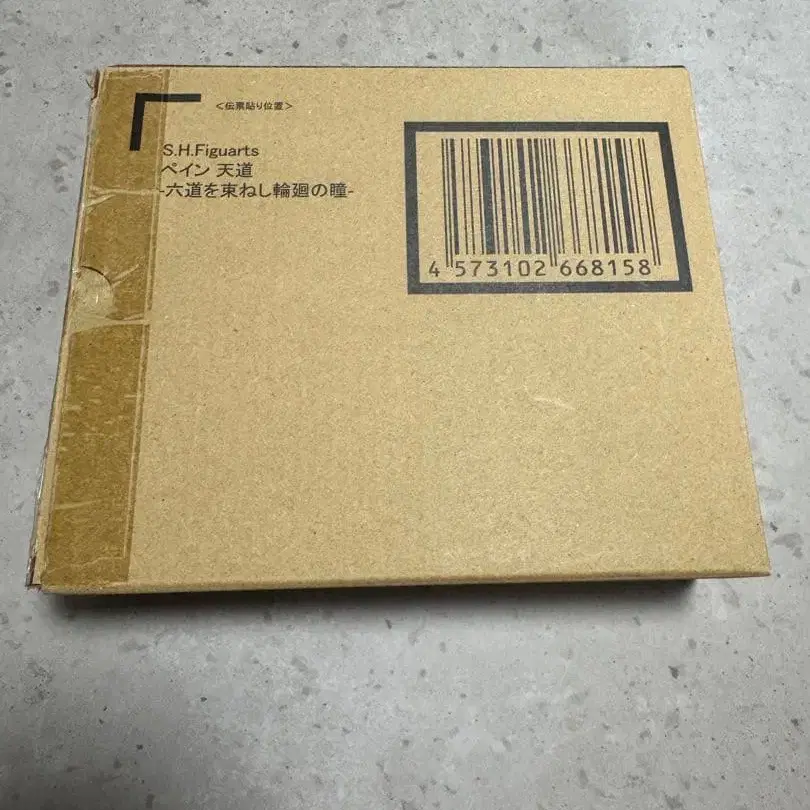 <伝票貼り位置>
S.H.Figuarts
ペイン 天道
-六道を束ねし輪廻の瞳-
4 573102 668158